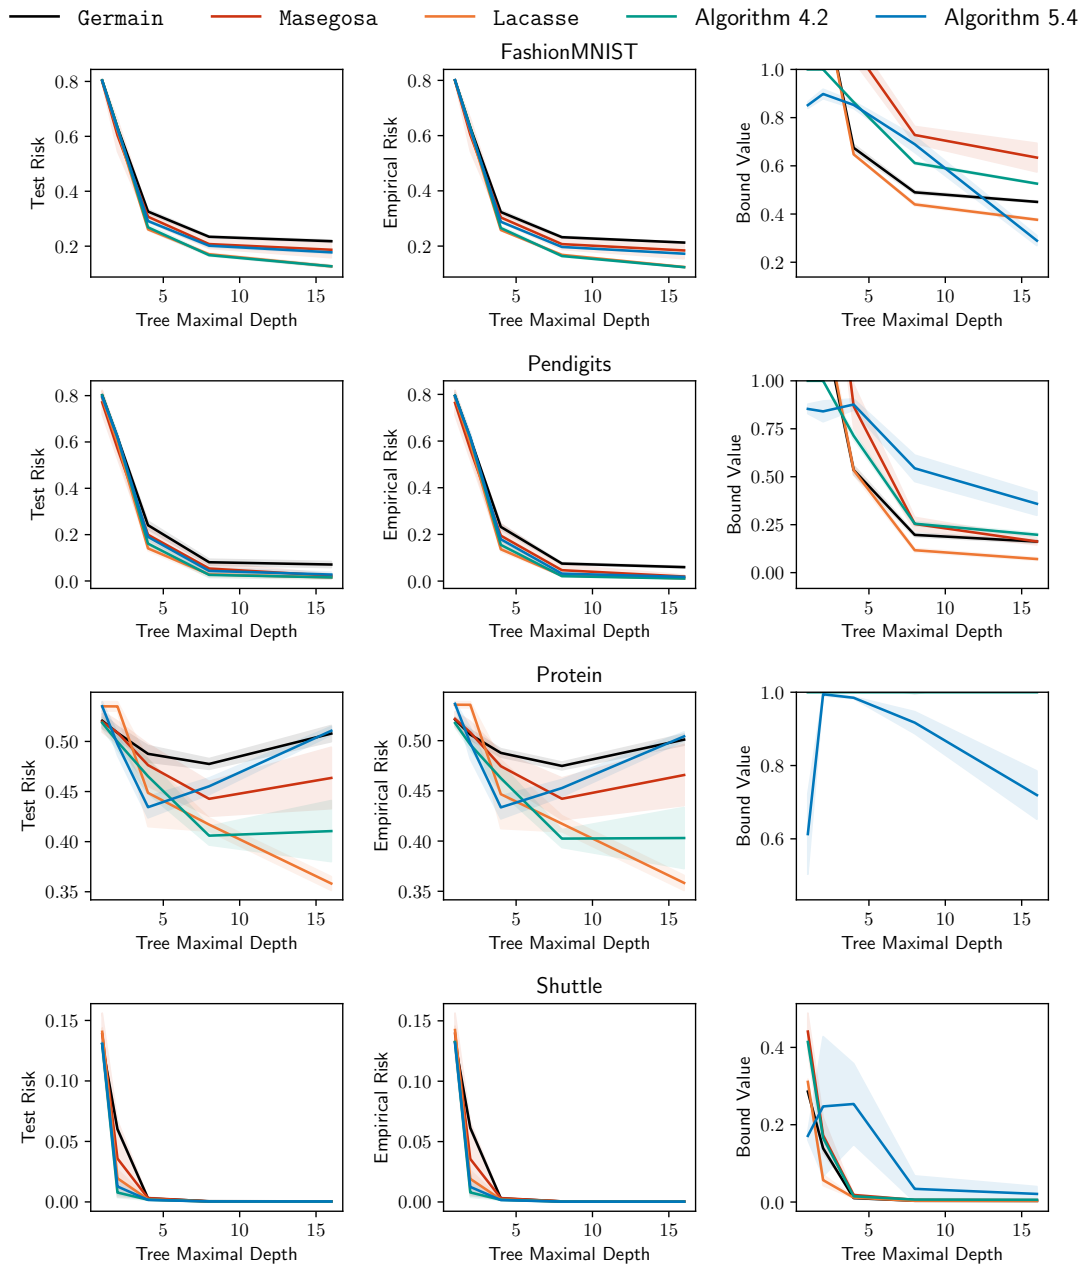 Germain Masegosa Lacasse Algorithm 4.2 Algorithm 5.4
FashionMNIST
Test Risk
0.8
0.6
0.4
0.2
5 10 15
Tree Maximal Depth
Empirical Risk
0.8
0.6
0.4
0.2
5 10 15
Tree Maximal Depth
Bound Value
1.0
0.8
0.6
0.4
0.2
5 10 15
Tree Maximal Depth
Pendigits
Test Risk
0.8
0.6
0.4
0.2
0.0
5 10 15
Tree Maximal Depth
Empirical Risk
0.8
0.6
0.4
0.2
0.0
5 10 15
Tree Maximal Depth
Bound Value
1.00
0.75
0.50
0.25
0.00
5 10 15
Tree Maximal Depth
Protein
Test Risk
0.50
0.45
0.40
0.35
5 10 15
Tree Maximal Depth
Empirical Risk
0.50
0.45
0.40
0.35
5 10 15
Tree Maximal Depth
Bound Value
1.0
0.8
0.6
5 10 15
Tree Maximal Depth
Shuttle
Test Risk
0.15
0.10
0.05
0.00
5 10 15
Tree Maximal Depth
Empirical Risk
0.15
0.10
0.05
0.00
5 10 15
Tree Maximal Depth
Bound Value
0.4
0.2
0.0
5 10 15
Tree Maximal Depth